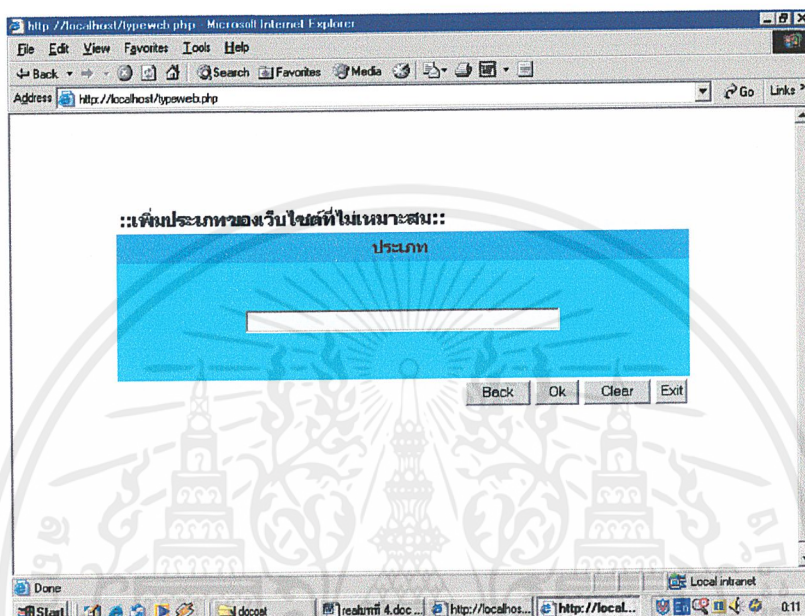 http://localhost/typeweb.php - Microsoft Internet Explorer
File Edit View Favorites Tools Help
Back Search Favorites Media
Address http://localhost/typeweb.php Go Links »
::เพิ่มประเภทของเว็บไซต์ที่ไม่เหมาะสม::
ประเภท
Back Ok Clear Exit
Done Local intranet
Start docoat http://localhos... http://local... 0:11